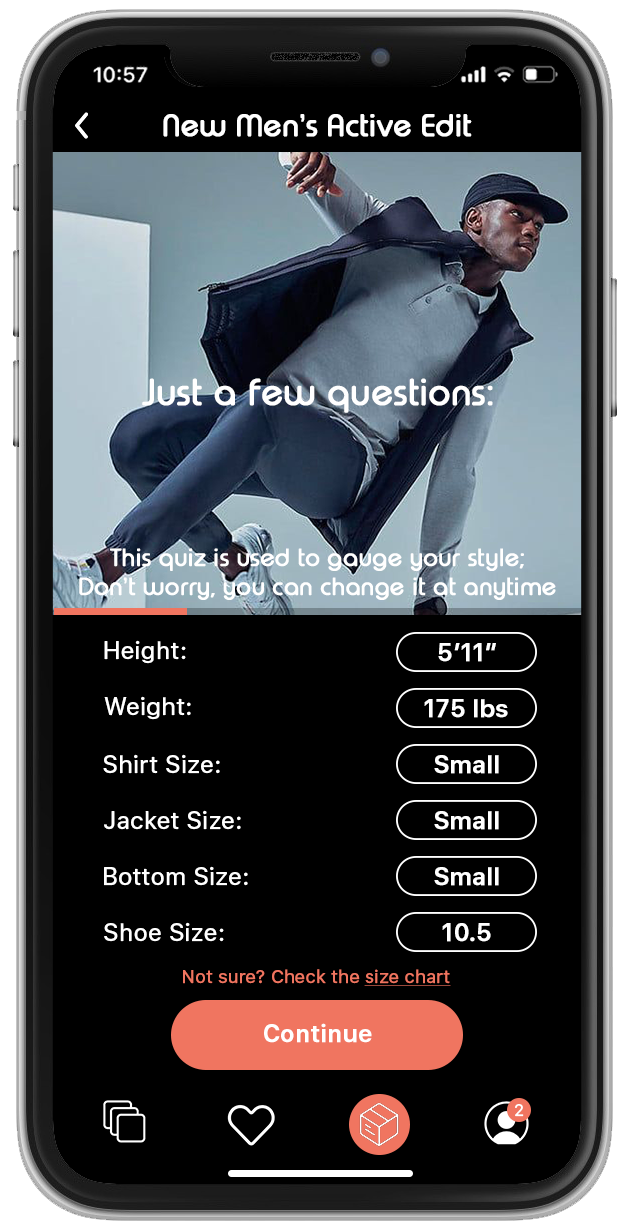 10:57
New Men's Active Edit
Just a few questions:
This quiz is used to gauge your style;
Don't worry, you can change it at anytime
Height: 5'11"
Weight: 175 lbs
Shirt Size: Small
Jacket Size: Small
Bottom Size: Small
Shoe Size: 10.5
Not sure? Check the size chart
Continue
2